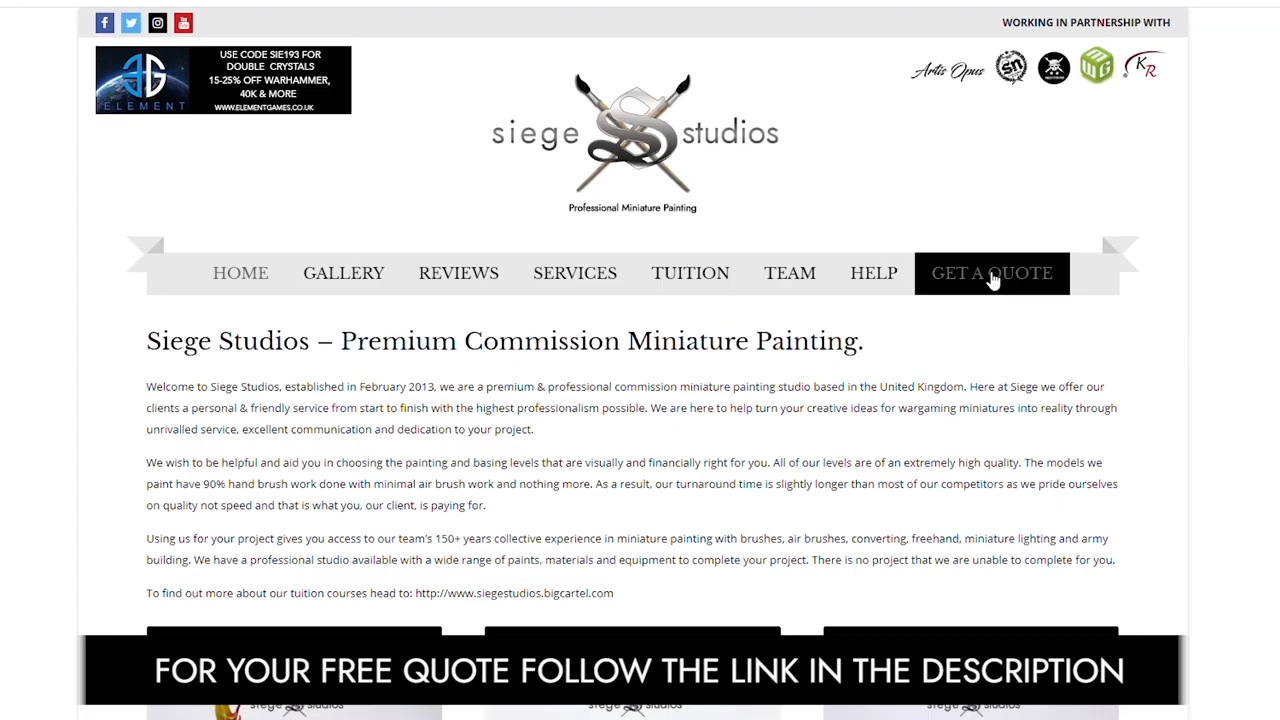 WORKING IN PARTNERSHIP WITH
USE CODE SIE193 FOR
DOUBLE CRYSTALS
15-25% OFF WARHAMMER,
40K & MORE
WWW.ELEMENTGAMES.CO.UK
ELEMENT
Artis Opus
sn
MWG
KR
siege studios
Professional Miniature Painting
HOME GALLERY REVIEWS SERVICES TUITION TEAM HELP GET A QUOTE
Siege Studios – Premium Commission Miniature Painting.
Welcome to Siege Studios, established in February 2013, we are a premium & professional commission miniature painting studio based in the United Kingdom. Here at Siege we offer our
clients a personal & friendly service from start to finish with the highest professionalism possible. We are here to help turn your creative ideas for wargaming miniatures into reality through
unrivalled service, excellent communication and dedication to your project.
We wish to be helpful and aid you in choosing the painting and basing levels that are visually and financially right for you. All of our levels are of an extremely high quality. The models we
paint have 90% hand brush work done with minimal air brush work and nothing more. As a result, our turnaround time is slightly longer than most of our competitors as we pride ourselves
on quality not speed and that is what you, our client, is paying for.
Using us for your project gives you access to our team's 150+ years collective experience in miniature painting with brushes, air brushes, converting, freehand, miniature lighting and army
building. We have a professional studio available with a wide range of paints, materials and equipment to complete your project. There is no project that we are unable to complete for you.
To find out more about our tuition courses head to: http://www.siegestudios.bigcartel.com
FOR YOUR FREE QUOTE FOLLOW THE LINK IN THE DESCRIPTION